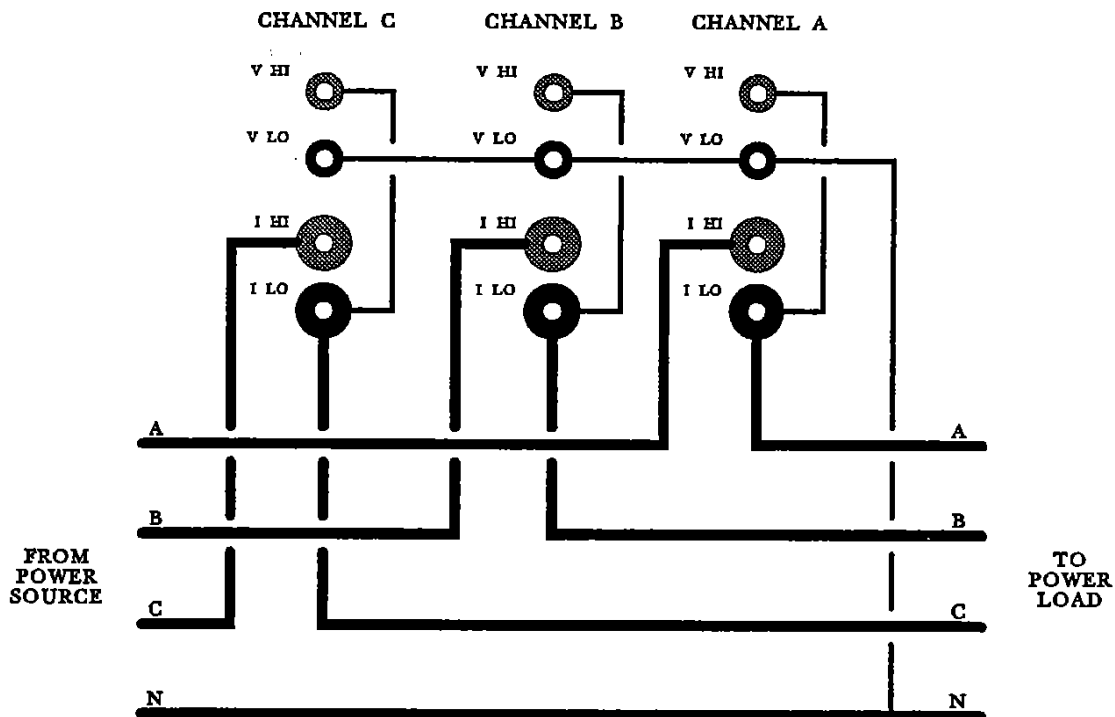 CHANNEL C
CHANNEL B
CHANNEL A
V HI
V HI
V HI
V LO
V LO
V LO
I HI
I HI
I HI
I LO
I LO
I LO
A
A
B
B
FROM
POWER
SOURCE
TO
POWER
LOAD
C
C
N
N